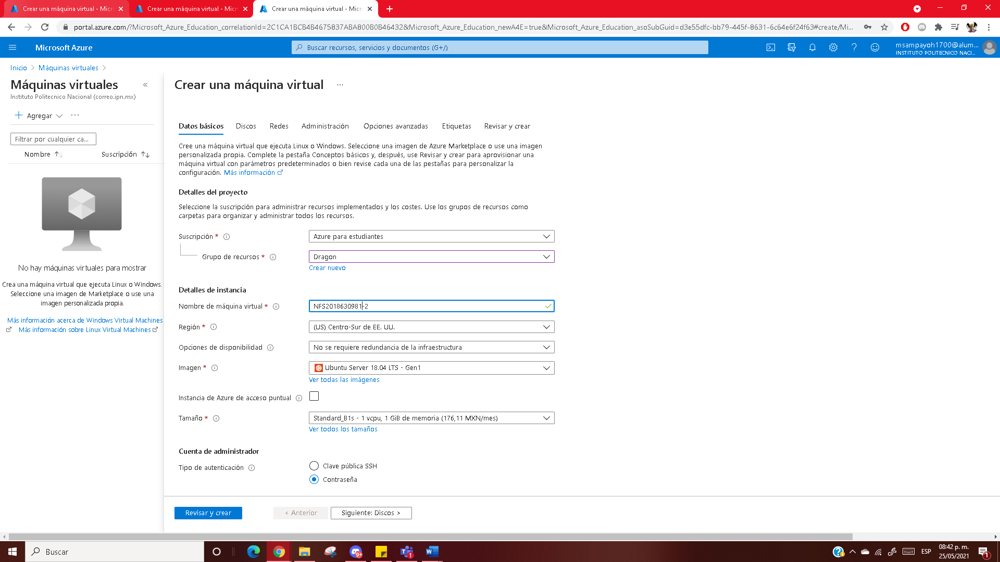 Crear una máquina virtual - Micr
Crear una máquina virtual - Micr
Crear una máquina virtual - Micr
portal.azure.com/?Microsoft_Azure_Education_correlationId=2C1CA1BCB4B4675837ABA800B0B46432&Microsoft_Azure_Education_newA4E=true&Microsoft_Azure_Education_asoSubGuid=d3e55dfc-bb79-445f-8631-6c64e6f24f63#create/Mi...
Microsoft Azure
Buscar recursos, servicios y documentos (G+/)
msampayoh1700@alum...
INSTITUTO POLITECNICO NACI...
Inicio > Máquinas virtuales >
Máquinas virtuales «
Instituto Politecnico Nacional (correo.ipn.mx)
+ Agregar ...
Filtrar por cualquier ca...
Nombre ↑↓ Suscripción ↑↓
No hay máquinas virtuales para mostrar
Crea una máquina virtual que ejecuta Linux o Windows.
Seleccione una imagen de Marketplace o use una
imagen personalizada propia.
Más información acerca de Windows Virtual Machines
Más información sobre Linux Virtual Machines
Crear una máquina virtual ...
Datos básicos Discos Redes Administración Opciones avanzadas Etiquetas Revisar y crear
Cree una máquina virtual que ejecuta Linux o Windows. Seleccione una imagen de Azure Marketplace o use una imagen
personalizada propia. Complete la pestaña Conceptos básicos y, después, use Revisar y crear para aprovisionar una
máquina virtual con parámetros predeterminados o bien revise cada una de las pestañas para personalizar la
configuración. Más información
Detalles del proyecto
Seleccione la suscripción para administrar recursos implementados y los costes. Use los grupos de recursos como
carpetas para organizar y administrar todos los recursos.
Suscripción * Azure para estudiantes
Grupo de recursos * Dragon
Crear nuevo
Detalles de instancia
Nombre de máquina virtual * NFS2018630981-2
Región * (US) Centro-Sur de EE. UU.
Opciones de disponibilidad No se requiere redundancia de la infraestructura
Imagen * Ubuntu Server 18.04 LTS - Gen1
Ver todas las imágenes
Instancia de Azure de acceso puntual
Tamaño * Standard_B1s - 1 vcpu, 1 GiB de memoria (176,11 MXN/mes)
Ver todos los tamaños
Cuenta de administrador
Tipo de autenticación Clave pública SSH
Contraseña
Revisar y crear < Anterior Siguiente: Discos >
Buscar
9+
1
ESP
08:42 p. m.
25/05/2021
1